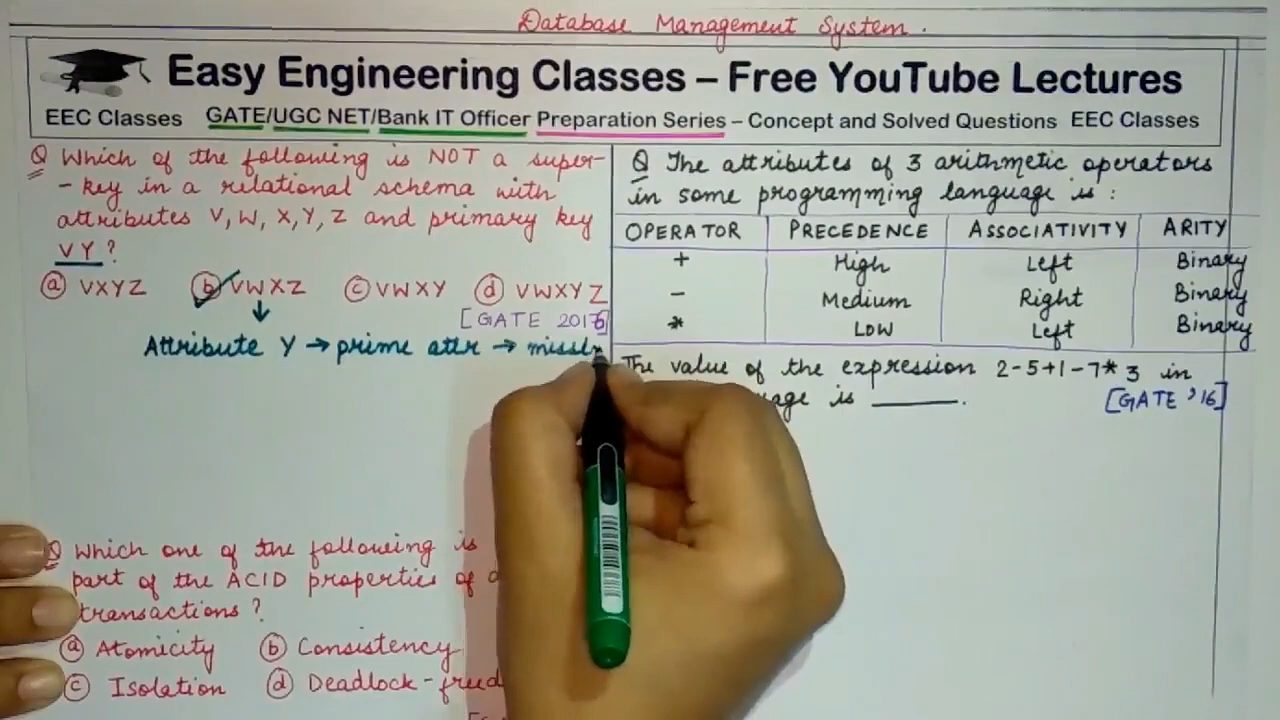 Database Management System.
Easy Engineering Classes – Free YouTube Lectures
EEC Classes GATE/UGC NET/Bank IT Officer Preparation Series – Concept and Solved Questions EEC Classes
Q Which of the following is NOT a super-
-key in a relational schema with
attributes V, W, X, Y, Z and primary key
VY ?
ⓐ VXYZ ⓑ VWXZ ⓒ VWXY ⓓ VWXYZ
[GATE 2016]
Attribute Y → prime attr →
Q Which one of the following is
part of the ACID properties of
transactions ?
ⓐ Atomicity ⓑ Consistency
ⓒ Isolation ⓓ Deadlock-
Q The attributes of 3 arithmetic operators
in some programming language is :
OPERATOR PRECEDENCE ASSOCIATIVITY ARITY
+ High Left Binary
- Medium Right Binary
* LOW Left Binary
The value of the expression 2-5+1-7*3 in
is ______.
[GATE '16]